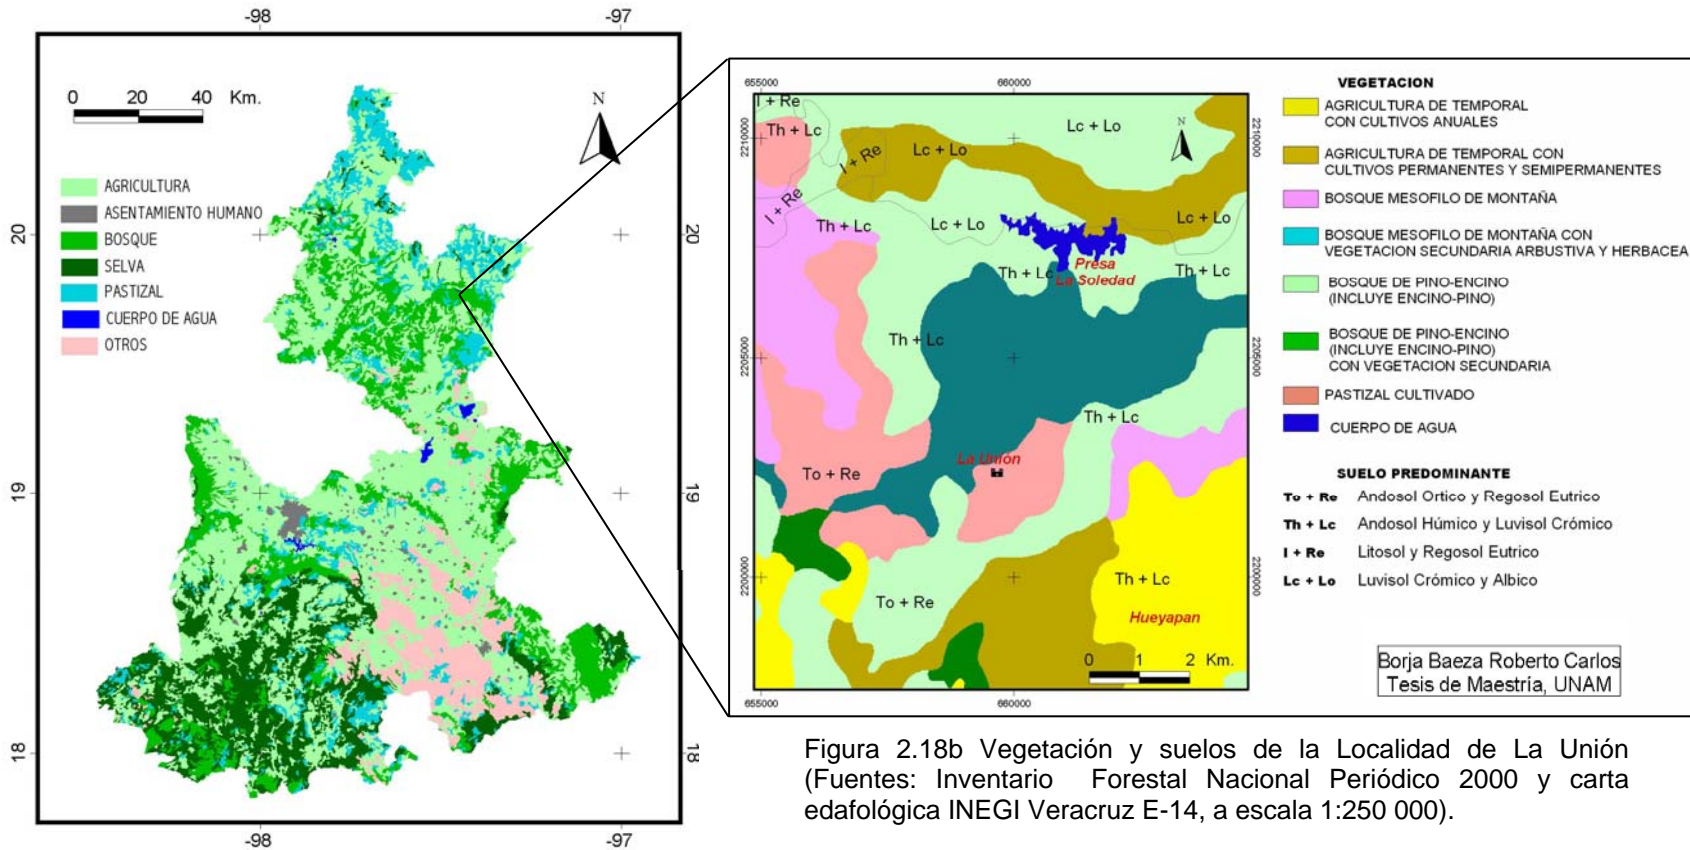 -98
-97
0 20 40 Km.
N
AGRICULTURA
ASENTAMIENTO HUMANO
BOSQUE
SELVA
PASTIZAL
CUERPO DE AGUA
OTROS
20
20
19
19
18
18
-98
-97
655000
660000
2210000
2210000
2205000
2205000
2200000
2200000
I + Re
Th + Lc
Lc + Lo
N
I + Re
Lc + Lo
I + Re
Th + Lc
Lc + Lo
Lc + Lo
Presa
La Soledad
Th + Lc
Th + Lc
Th + Lc
Th + Lc
La Unión
To + Re
Th + Lc
To + Re
Hueyapan
0 1 2 Km.
655000
660000
VEGETACION
AGRICULTURA DE TEMPORAL
CON CULTIVOS ANUALES
AGRICULTURA DE TEMPORAL CON
CULTIVOS PERMANENTES Y SEMIPERMANENTES
BOSQUE MESOFILO DE MONTAÑA
BOSQUE MESOFILO DE MONTAÑA CON
VEGETACION SECUNDARIA ARBUSTIVA Y HERBACEA
BOSQUE DE PINO-ENCINO
(INCLUYE ENCINO-PINO)
BOSQUE DE PINO-ENCINO
(INCLUYE ENCINO-PINO)
CON VEGETACION SECUNDARIA
PASTIZAL CULTIVADO
CUERPO DE AGUA
SUELO PREDOMINANTE
To + Re Andosol Ortico y Regosol Eutrico
Th + Lc Andosol Húmico y Luvisol Crómico
I + Re Litosol y Regosol Eutrico
Lc + Lo Luvisol Crómico y Albico
Borja Baeza Roberto Carlos
Tesis de Maestría, UNAM
Figura 2.18b Vegetación y suelos de la Localidad de La Unión
(Fuentes: Inventario Forestal Nacional Periódico 2000 y carta
edafológica INEGI Veracruz E-14, a escala 1:250 000).